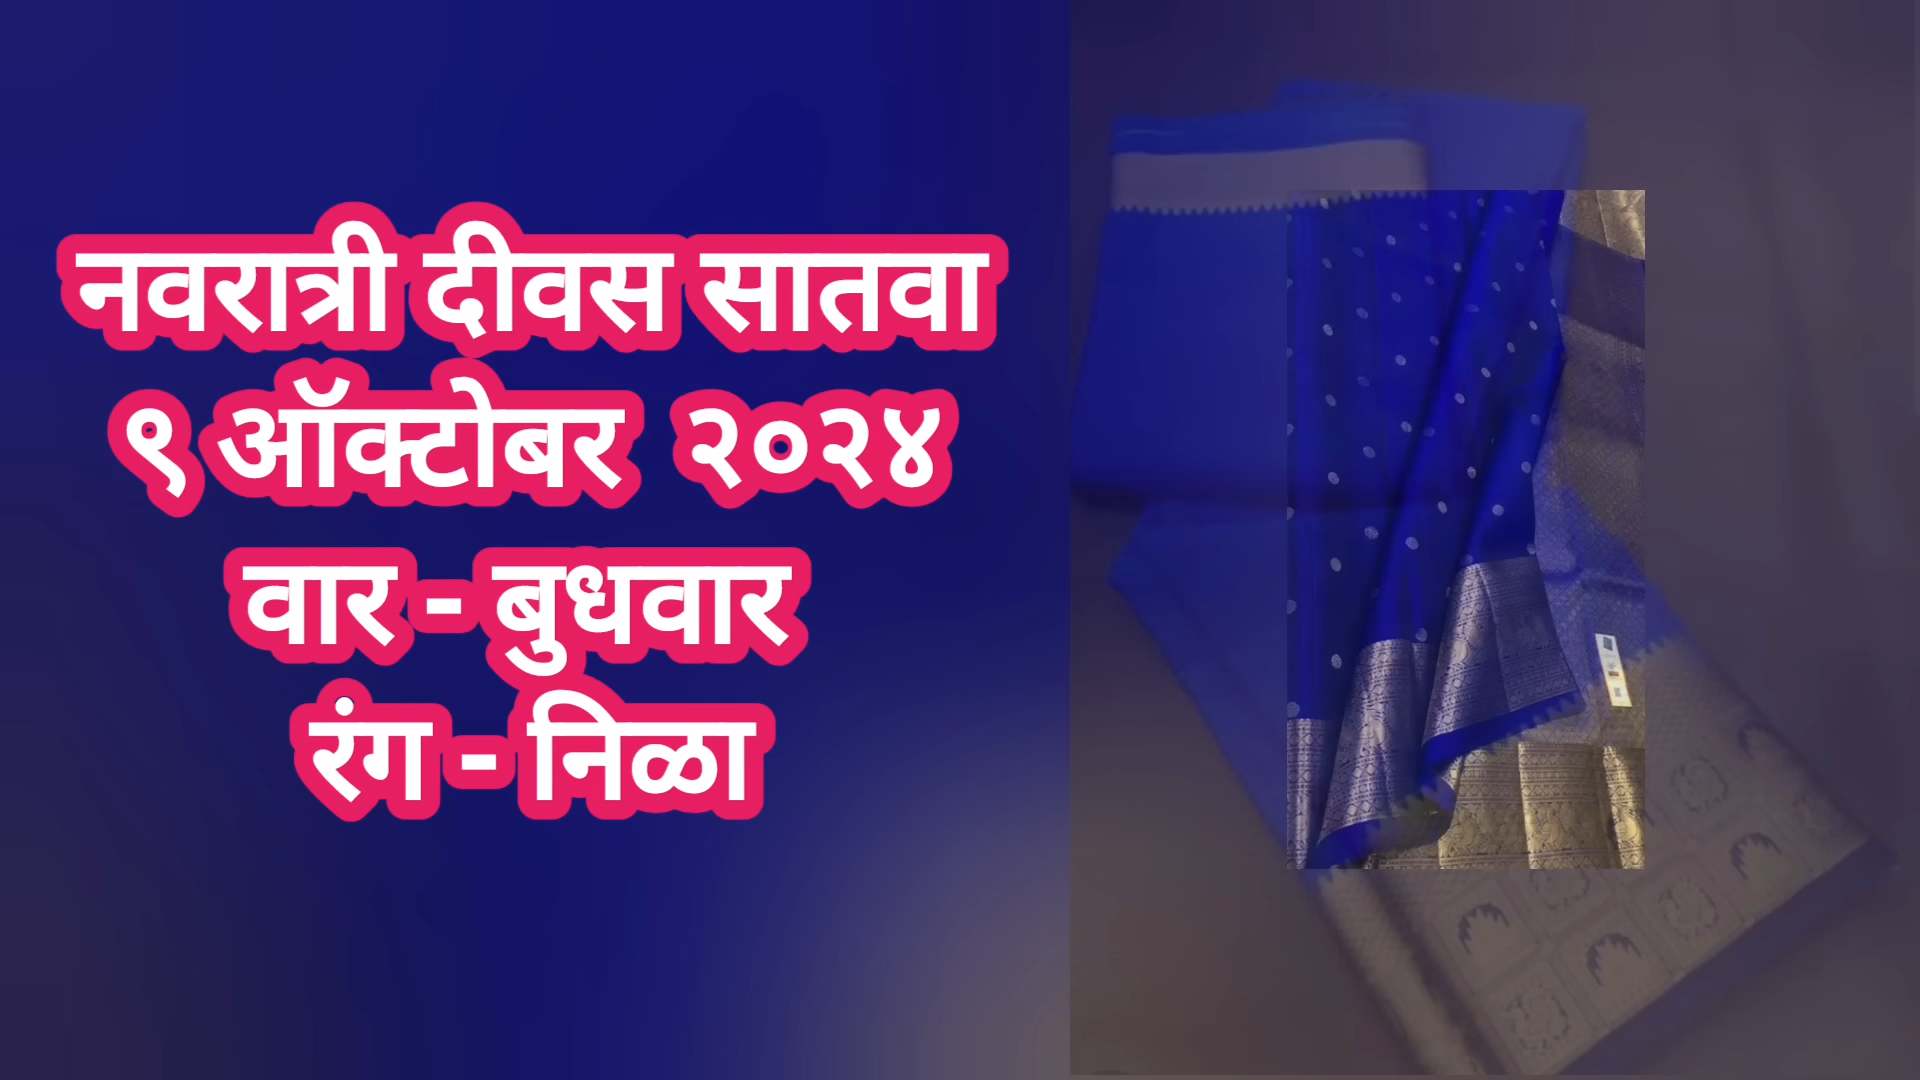 नवरात्री दीवस सातवा
९ ऑक्टोबर २०२४
वार - बुधवार
रंग - निळा